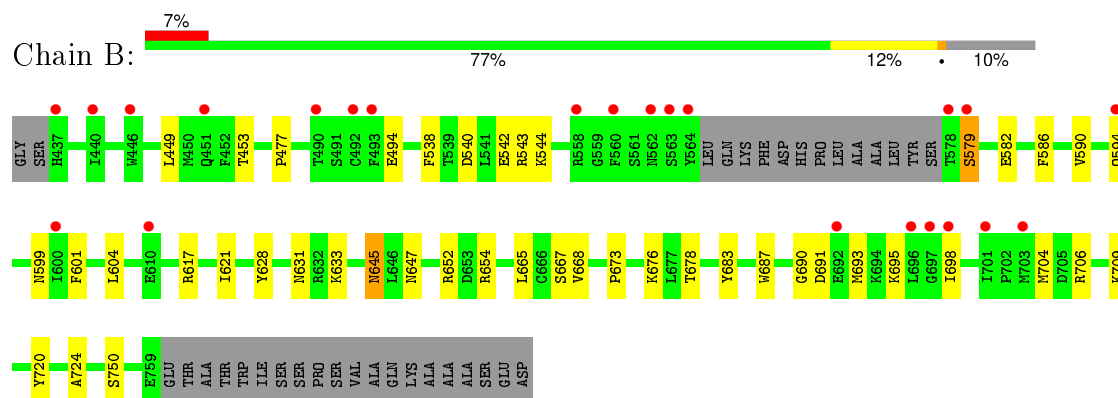 7%
Chain B:
77% 12% • 10%
GLY SER H437 I440 W446 L449 M450 Q451 F452 T453 P477 T490 S491 C492 F493 E494 F538 T539 D540 L541 E542 R543 K544 R558 G559 F560 S561 N562 S563 Y564 LEU GLN LYS PHE ASP HIS PRO LEU ALA ALA LEU TYR SER T578 S579 E582 F586 V590
N599 I600 F601 L604 E610 R617 I621 Y628 N631 R632 K633 N645 L646 N647 R652 D653 R654 L665 C666 S667 V668 P673 K676 L677 T678 Y683 W687 G690 D691 E692 M693 K694 K695 L696 G697 I698 I701 P702 M703 M704 D705 R706
Y720 A724 S750 E759 GLU THR ALA THR TRP ILE SER SER PRO SER VAL ALA GLN LYS ALA ALA ALA SER GLU ASP